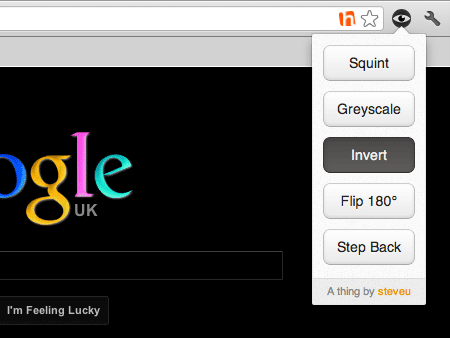 Squint
Greyscale
ogle
Invert
UK
Flip 180°
Step Back
A thing by steveu
I'm Feeling Lucky